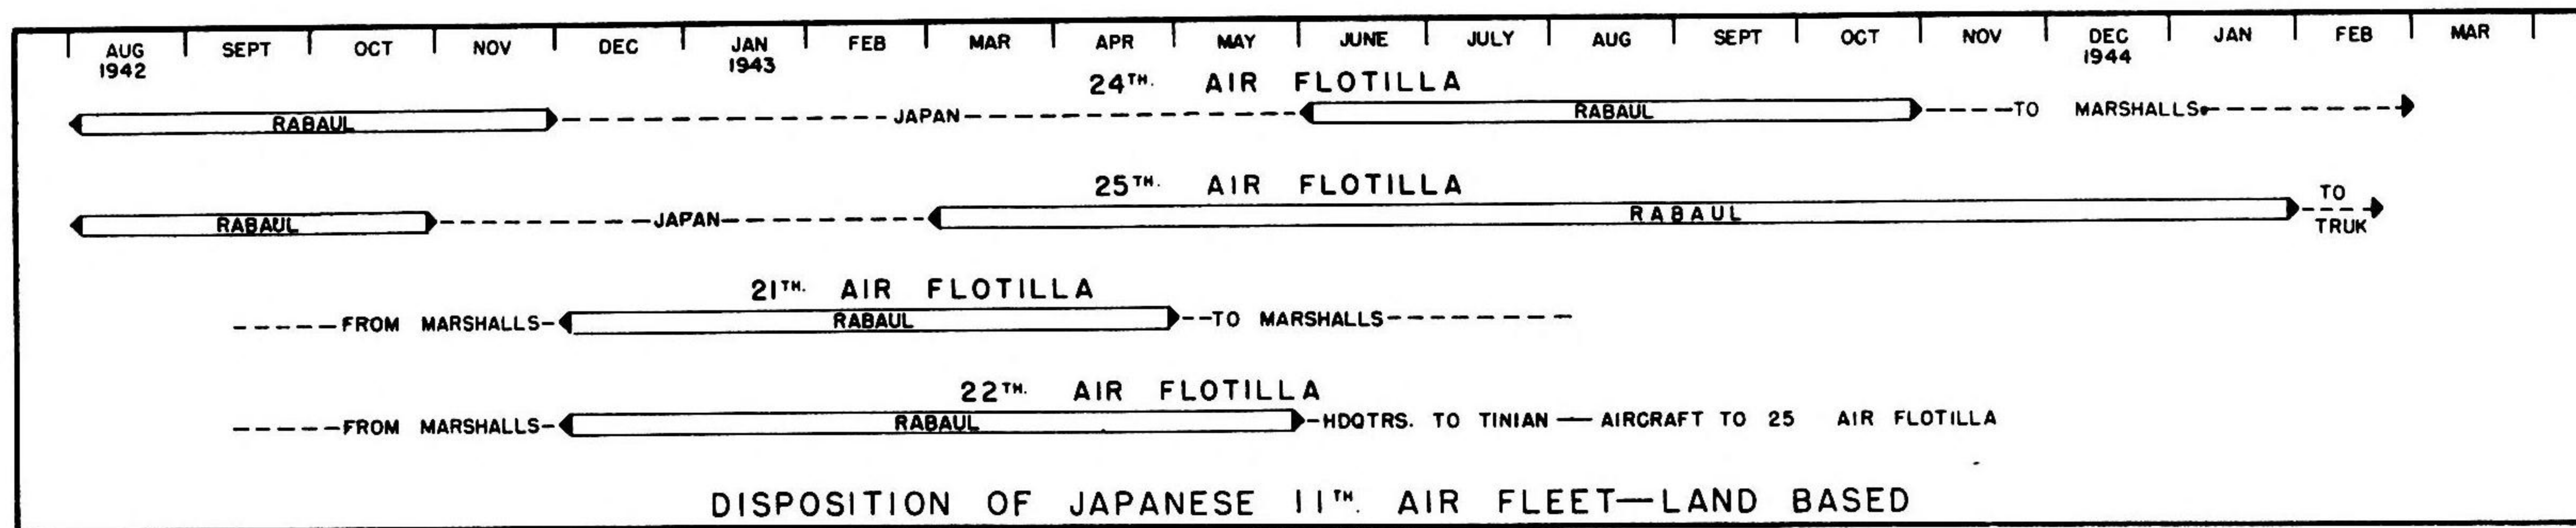 AUG SEPT OCT NOV DEC JAN FEB MAR APR MAY JUNE JULY AUG SEPT OCT NOV DEC JAN FEB MAR
1942 1943 1944
24TH. AIR FLOTILLA
RABAUL JAPAN RABAUL TO MARSHALLS
25TH. AIR FLOTILLA
RABAUL JAPAN RABAUL TO TRUK
21TH. AIR FLOTILLA
FROM MARSHALLS RABAUL TO MARSHALLS
22TH. AIR FLOTILLA
FROM MARSHALLS RABAUL HDQTRS. TO TINIAN — AIRCRAFT TO 25 AIR FLOTILLA
DISPOSITION OF JAPANESE 11TH. AIR FLEET—LAND BASED